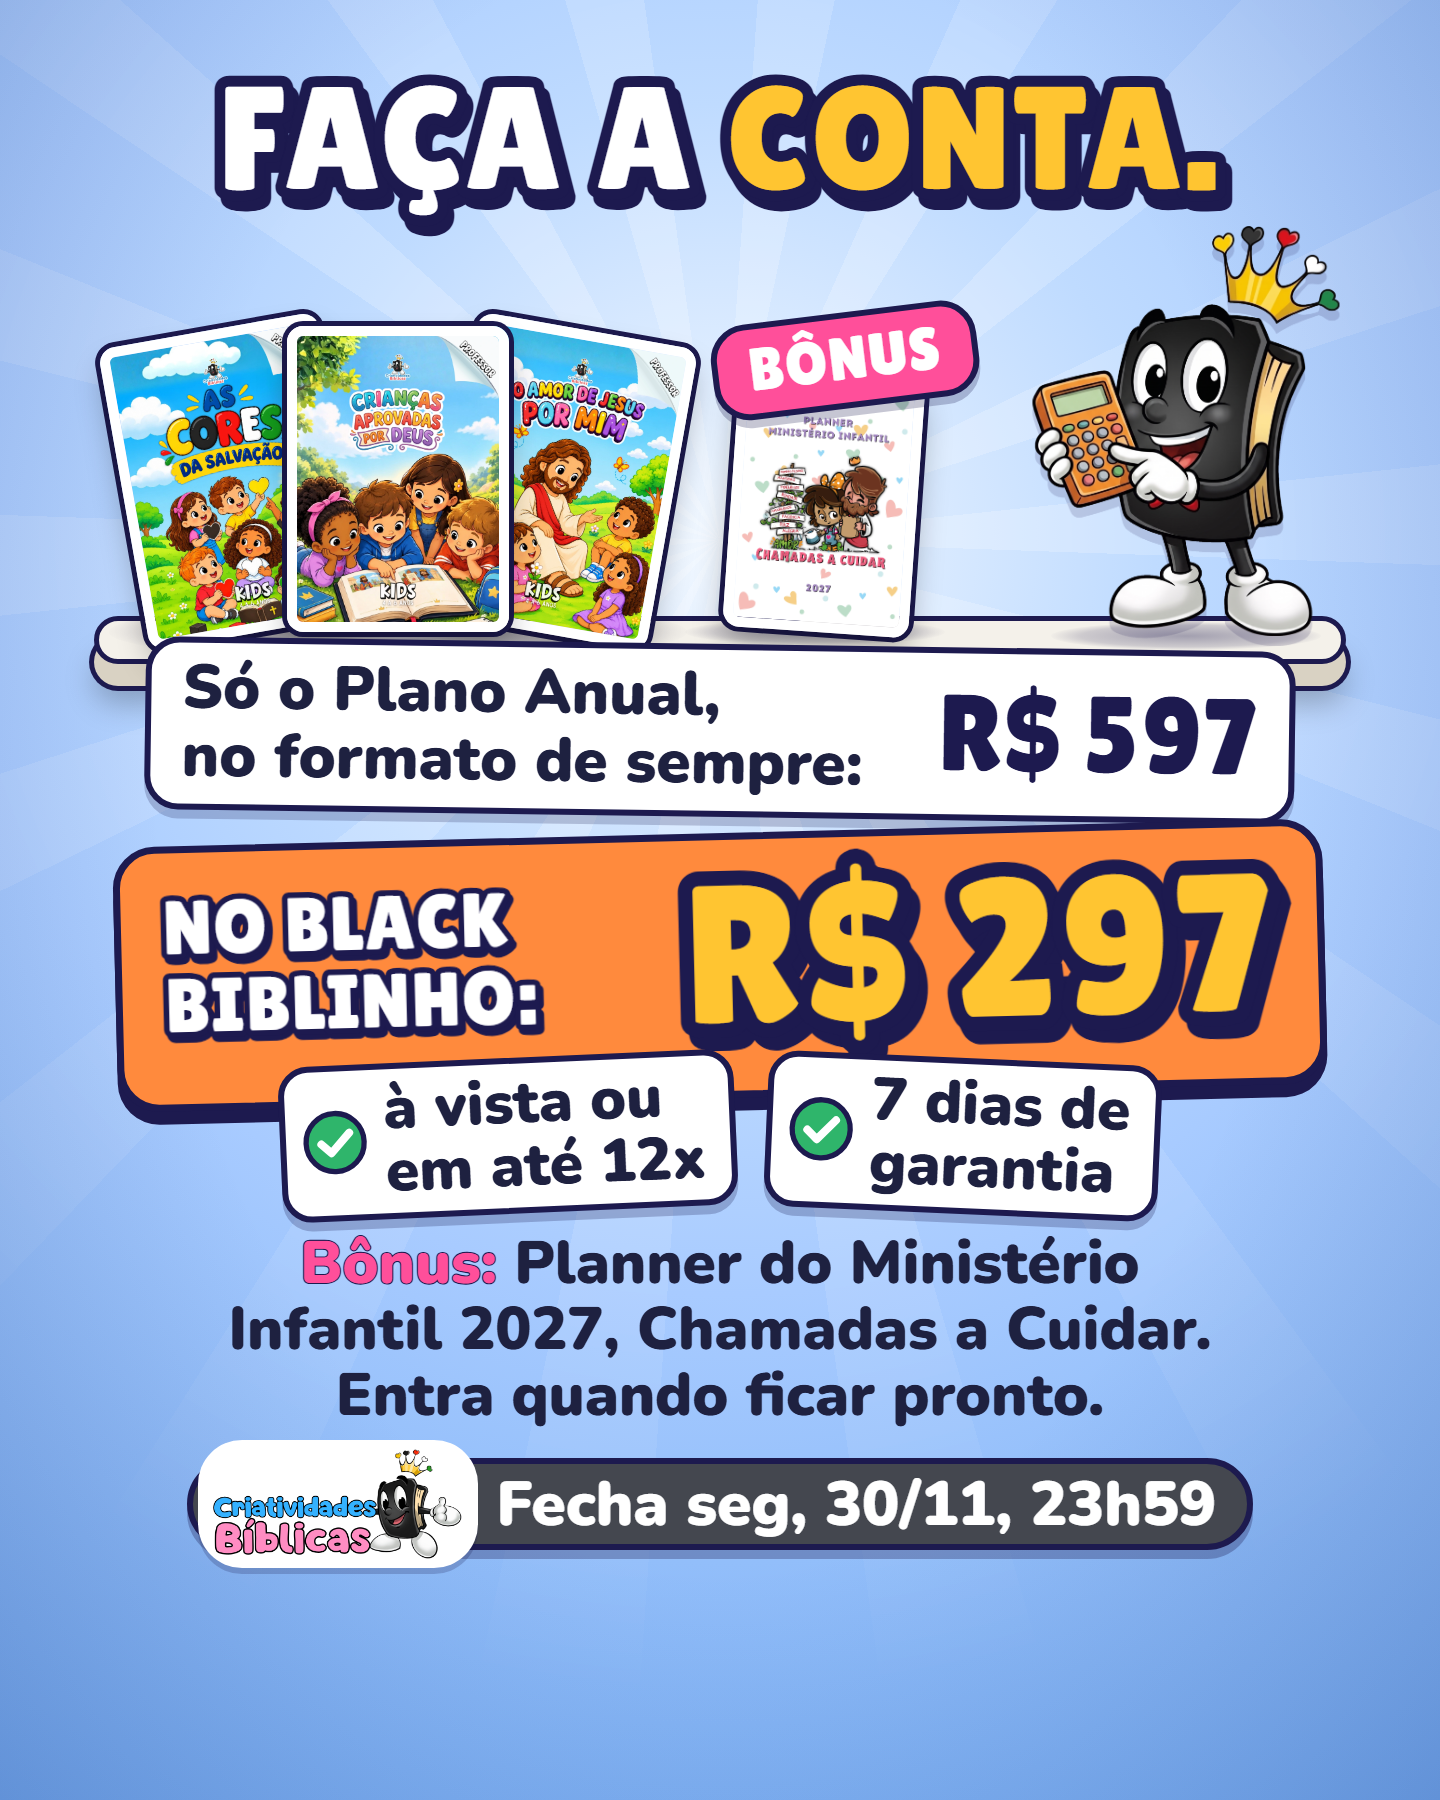 FAÇA A CONTA.
BÔNUS
PROFESSOR
PROFESSOR
AS
CORES
DA SALVAÇÃO
KIDS
CRIANÇAS
APROVADAS
POR DEUS
KIDS
O AMOR DE JESUS
POR MIM
KIDS
PLANNER
MINISTÉRIO INFANTIL
CHAMADAS A CUIDAR
2027
Só o Plano Anual,
no formato de sempre:
R$ 597
NO BLACK
BIBLINHO:
R$ 297
à vista ou
em até 12x
7 dias de
garantia
Bônus: Planner do Ministério
Infantil 2027, Chamadas a Cuidar.
Entra quando ficar pronto.
Criatividades
Bíblicas
Fecha seg, 30/11, 23h59